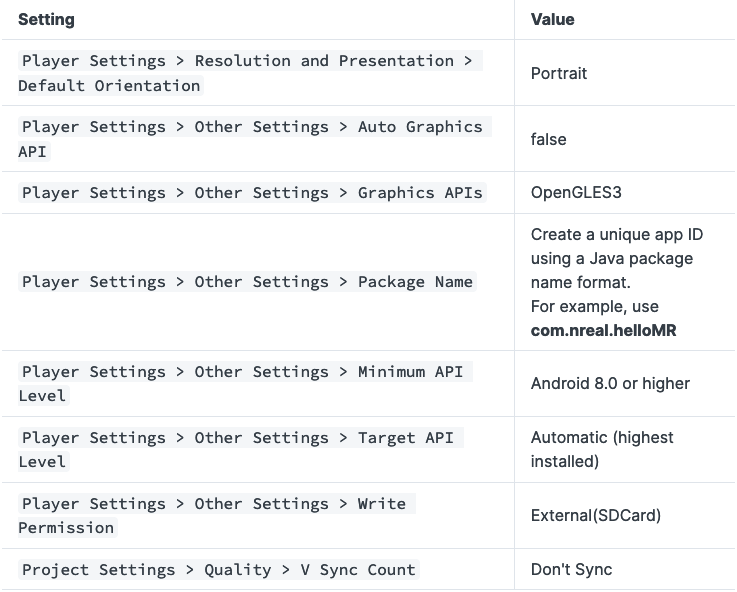 Setting Value
Player Settings > Resolution and Presentation >
Default Orientation
Portrait
Player Settings > Other Settings > Auto Graphics
API
false
Player Settings > Other Settings > Graphics APIs
OpenGLES3
Player Settings > Other Settings > Package Name
Create a unique app ID
using a Java package
name format.
For example, use
com.nreal.helloMR
Player Settings > Other Settings > Minimum API
Level
Android 8.0 or higher
Player Settings > Other Settings > Target API
Level
Automatic (highest
installed)
Player Settings > Other Settings > Write
Permission
External(SDCard)
Project Settings > Quality > V Sync Count
Don't Sync